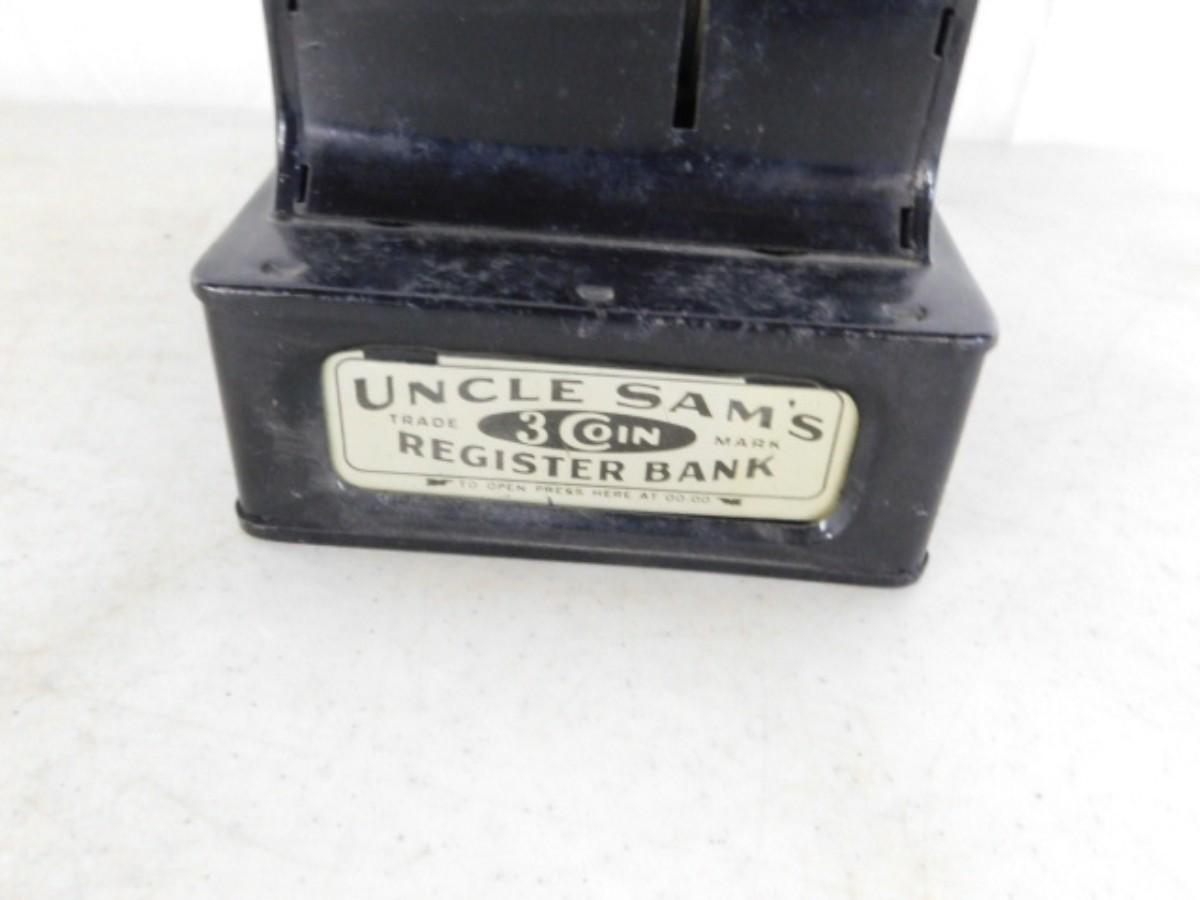 UNCLE SAM'S
TRADE 3 COIN MARK
REGISTER BANK
TO OPEN PRESS HERE AT 00.00